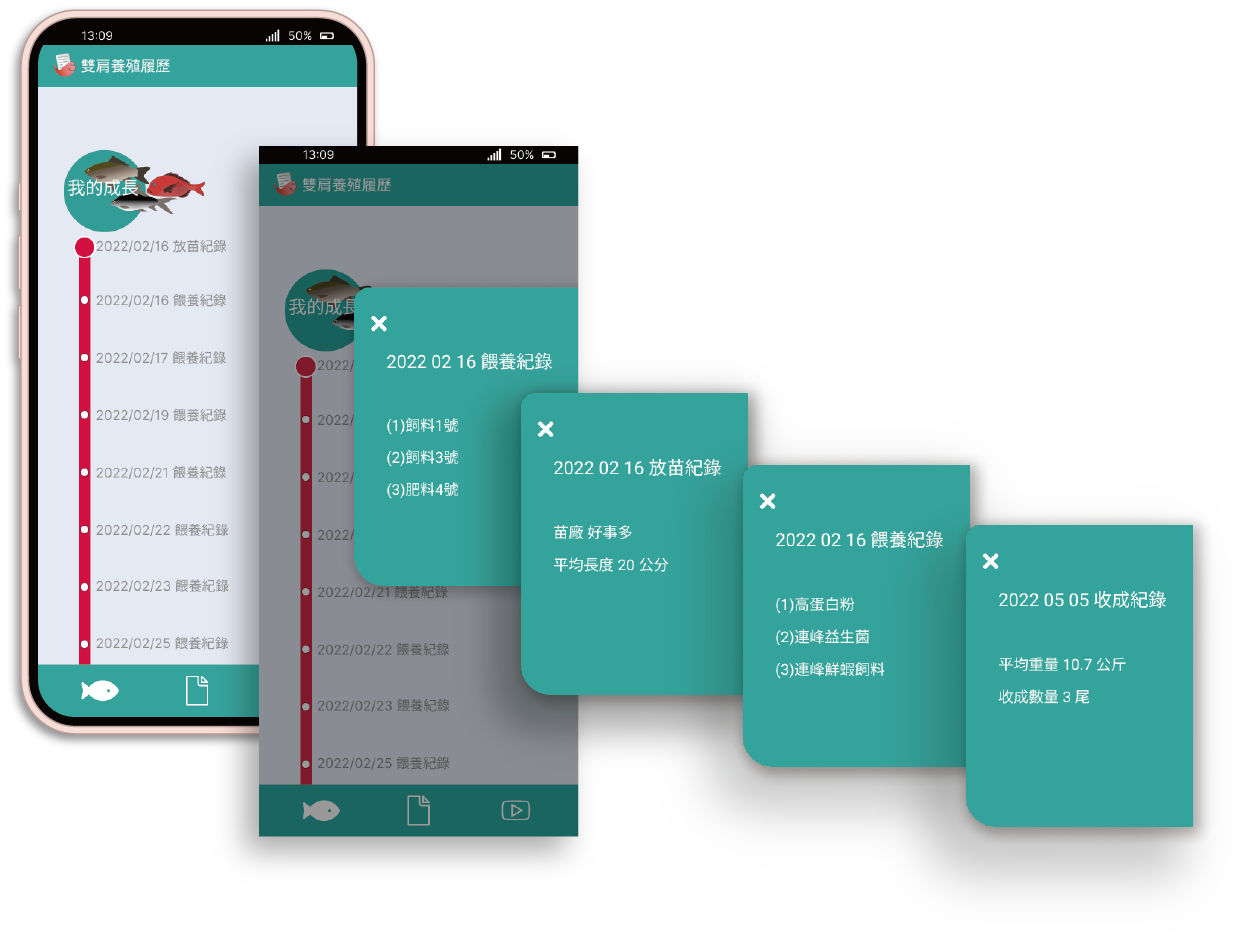 13:09
50%
雙肩養殖履歷
我的成長
2022/02/16 放苗紀錄
2022/02/16 餵養紀錄
2022/02/17 餵養紀錄
2022/02/19 餵養紀錄
2022/02/21 餵養紀錄
2022/02/22 餵養紀錄
2022/02/23 餵養紀錄
2022/02/25 餵養紀錄
13:09
50%
雙肩養殖履歷
我的成長
2022/
2022/
2022/
2022/
2022/02/21 餵養紀錄
2022/02/22 餵養紀錄
2022/02/23 餵養紀錄
2022/02/25 餵養紀錄
2022 02 16 餵養紀錄
(1)飼料1號
(2)飼料3號
(3)肥料4號
2022 02 16 放苗紀錄
苗廠 好事多
平均長度 20 公分
2022 02 16 餵養紀錄
(1)高蛋白粉
(2)連峰益生菌
(3)連峰鮮蝦飼料
2022 05 05 收成紀錄
平均重量 10.7 公斤
收成數量 3 尾